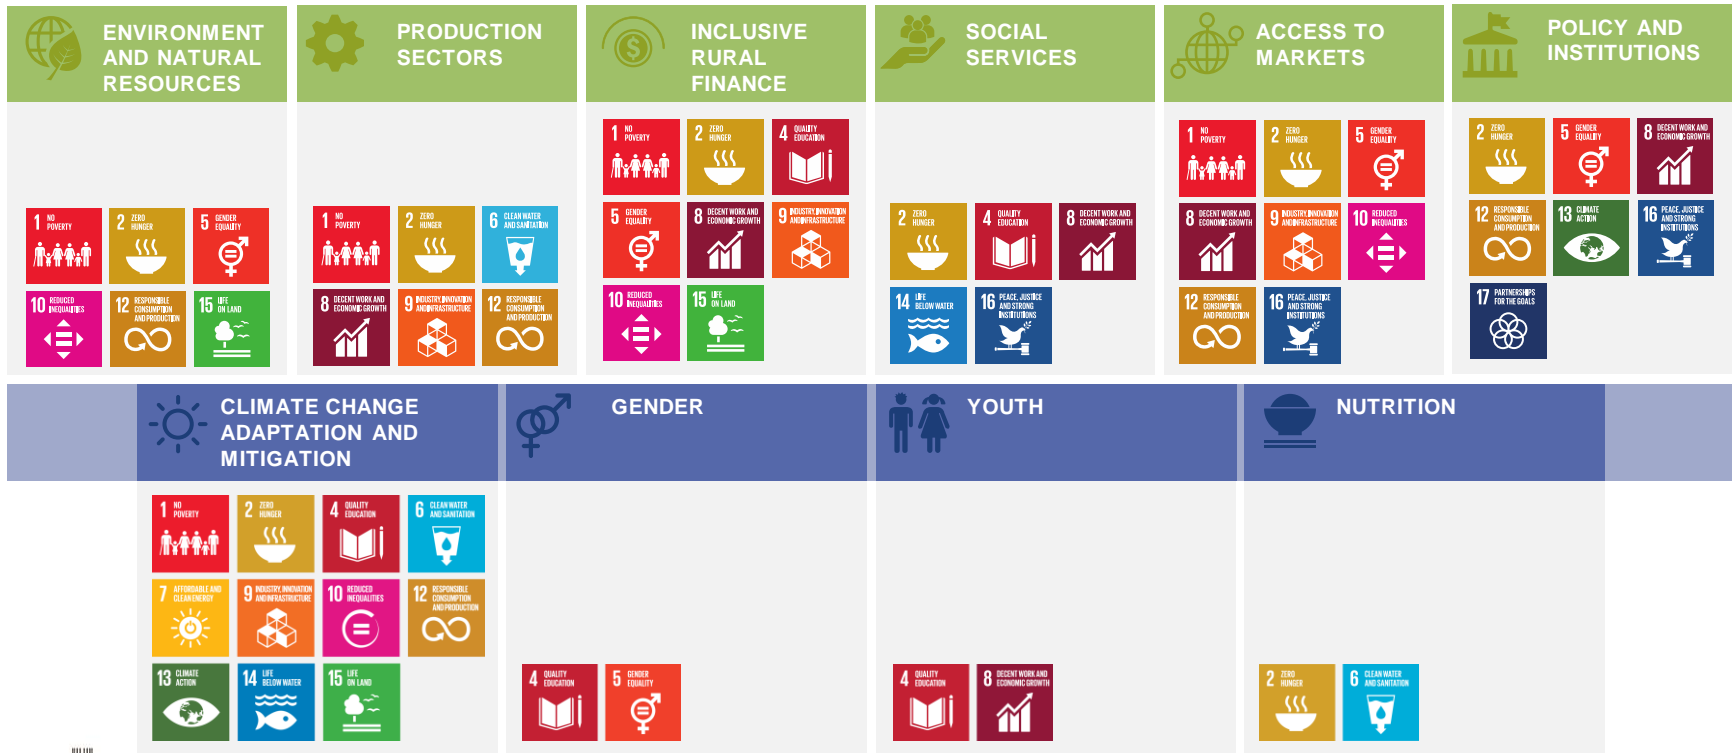 ENVIRONMENT
AND NATURAL
RESOURCES
1 NO
POVERTY
2 ZERO
HUNGER
5 GENDER
EQUALITY
10 REDUCED
INEQUALITIES
12 RESPONSIBLE
CONSUMPTION
AND PRODUCTION
15 LIFE
ON LAND
PRODUCTION
SECTORS
1 NO
POVERTY
2 ZERO
HUNGER
6 CLEAN WATER
AND SANITATION
8 DECENT WORK AND
ECONOMIC GROWTH
9 INDUSTRY, INNOVATION
AND INFRASTRUCTURE
12 RESPONSIBLE
CONSUMPTION
AND PRODUCTION
INCLUSIVE
RURAL
FINANCE
$
1 NO
POVERTY
2 ZERO
HUNGER
4 QUALITY
EDUCATION
5 GENDER
EQUALITY
8 DECENT WORK AND
ECONOMIC GROWTH
9 INDUSTRY, INNOVATION
AND INFRASTRUCTURE
10 REDUCED
INEQUALITIES
15 LIFE
ON LAND
SOCIAL
SERVICES
2 ZERO
HUNGER
4 QUALITY
EDUCATION
8 DECENT WORK AND
ECONOMIC GROWTH
14 LIFE
BELOW WATER
16 PEACE, JUSTICE
AND STRONG
INSTITUTIONS
ACCESS TO
MARKETS
1 NO
POVERTY
2 ZERO
HUNGER
5 GENDER
EQUALITY
8 DECENT WORK AND
ECONOMIC GROWTH
9 INDUSTRY, INNOVATION
AND INFRASTRUCTURE
10 REDUCED
INEQUALITIES
12 RESPONSIBLE
CONSUMPTION
AND PRODUCTION
16 PEACE, JUSTICE
AND STRONG
INSTITUTIONS
POLICY AND
INSTITUTIONS
2 ZERO
HUNGER
5 GENDER
EQUALITY
8 DECENT WORK AND
ECONOMIC GROWTH
12 RESPONSIBLE
CONSUMPTION
AND PRODUCTION
13 CLIMATE
ACTION
16 PEACE, JUSTICE
AND STRONG
INSTITUTIONS
17 PARTNERSHIPS
FOR THE GOALS
CLIMATE CHANGE
ADAPTATION AND
MITIGATION
1 NO
POVERTY
2 ZERO
HUNGER
4 QUALITY
EDUCATION
6 CLEAN WATER
AND SANITATION
7 AFFORDABLE AND
CLEAN ENERGY
9 INDUSTRY, INNOVATION
AND INFRASTRUCTURE
10 REDUCED
INEQUALITIES
12 RESPONSIBLE
CONSUMPTION
AND PRODUCTION
13 CLIMATE
ACTION
14 LIFE
BELOW WATER
15 LIFE
ON LAND
GENDER
4 QUALITY
EDUCATION
5 GENDER
EQUALITY
YOUTH
4 QUALITY
EDUCATION
8 DECENT WORK AND
ECONOMIC GROWTH
NUTRITION
2 ZERO
HUNGER
6 CLEAN WATER
AND SANITATION